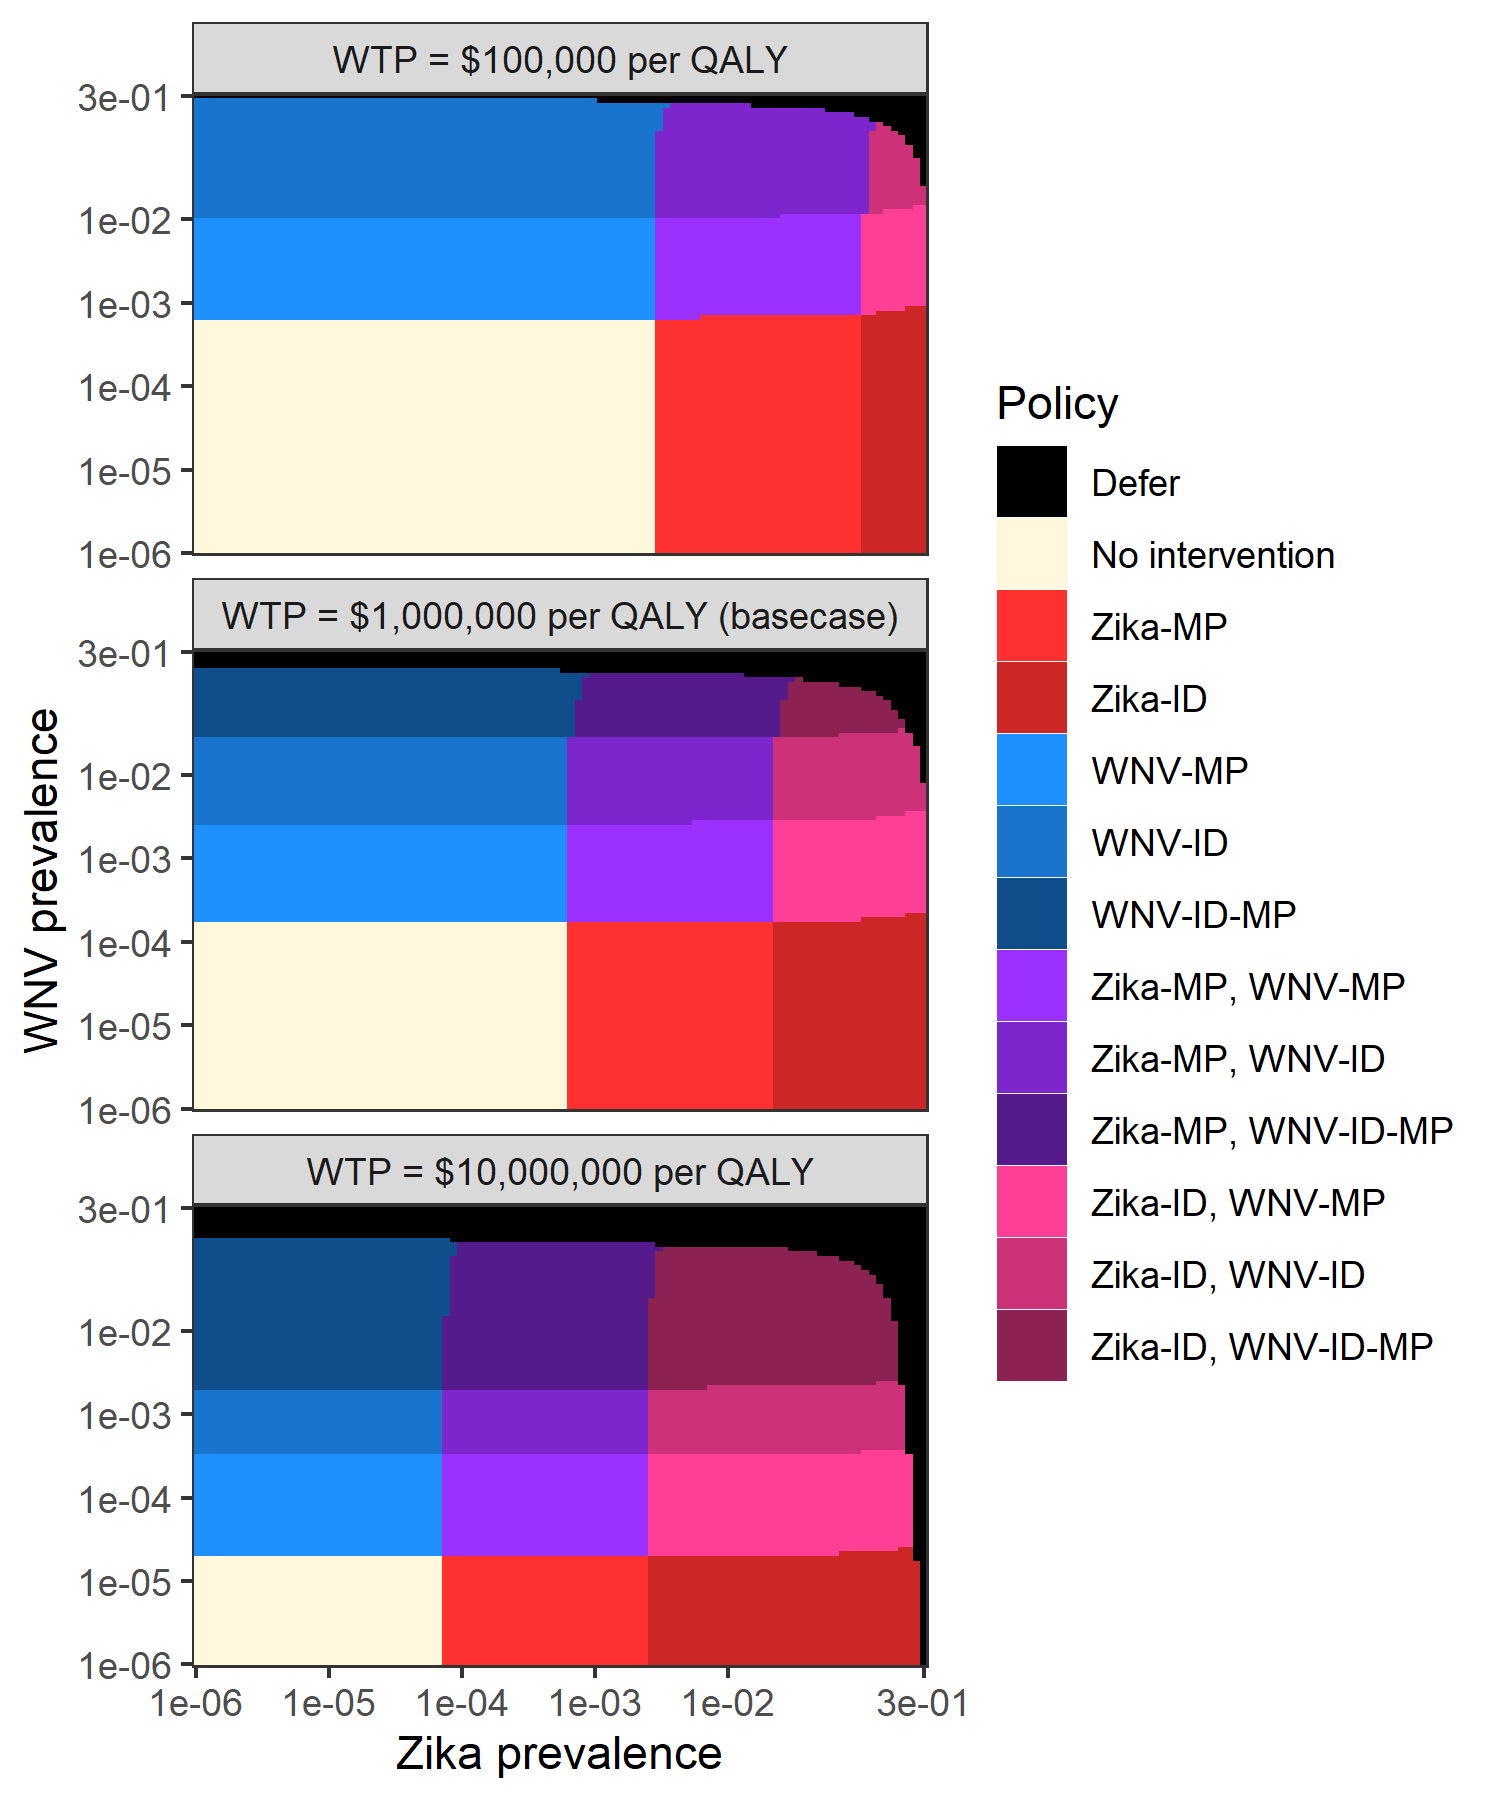 WTP = $100,000 per QALY
3e-01
1e-02
1e-03
1e-04
1e-05
1e-06
WTP = $1,000,000 per QALY (basecase)
3e-01
1e-02
1e-03
1e-04
1e-05
1e-06
WTP = $10,000,000 per QALY
3e-01
1e-02
1e-03
1e-04
1e-05
1e-06
1e-06 1e-05 1e-04 1e-03 1e-02 3e-01
Zika prevalence
WNV prevalence
Policy
Defer
No intervention
Zika-MP
Zika-ID
WNV-MP
WNV-ID
WNV-ID-MP
Zika-MP, WNV-MP
Zika-MP, WNV-ID
Zika-MP, WNV-ID-MP
Zika-ID, WNV-MP
Zika-ID, WNV-ID
Zika-ID, WNV-ID-MP